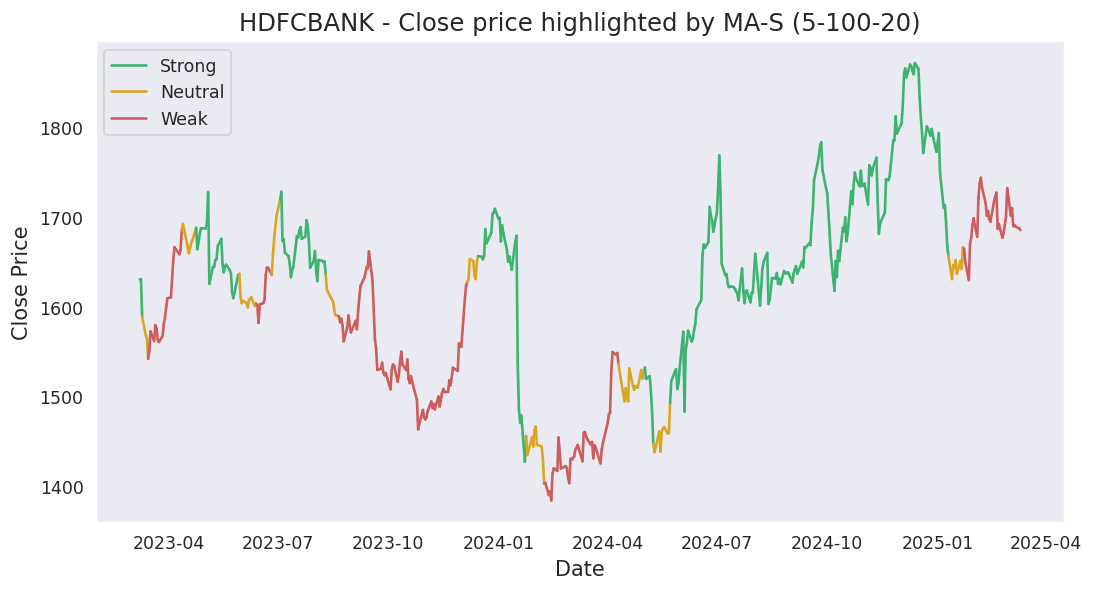 HDFCBANK - Close price highlighted by MA-S (5-100-20)
Strong
Neutral
Weak
Close Price
1800
1700
1600
1500
1400
2023-04 2023-07 2023-10 2024-01 2024-04 2024-07 2024-10 2025-01 2025-04
Date